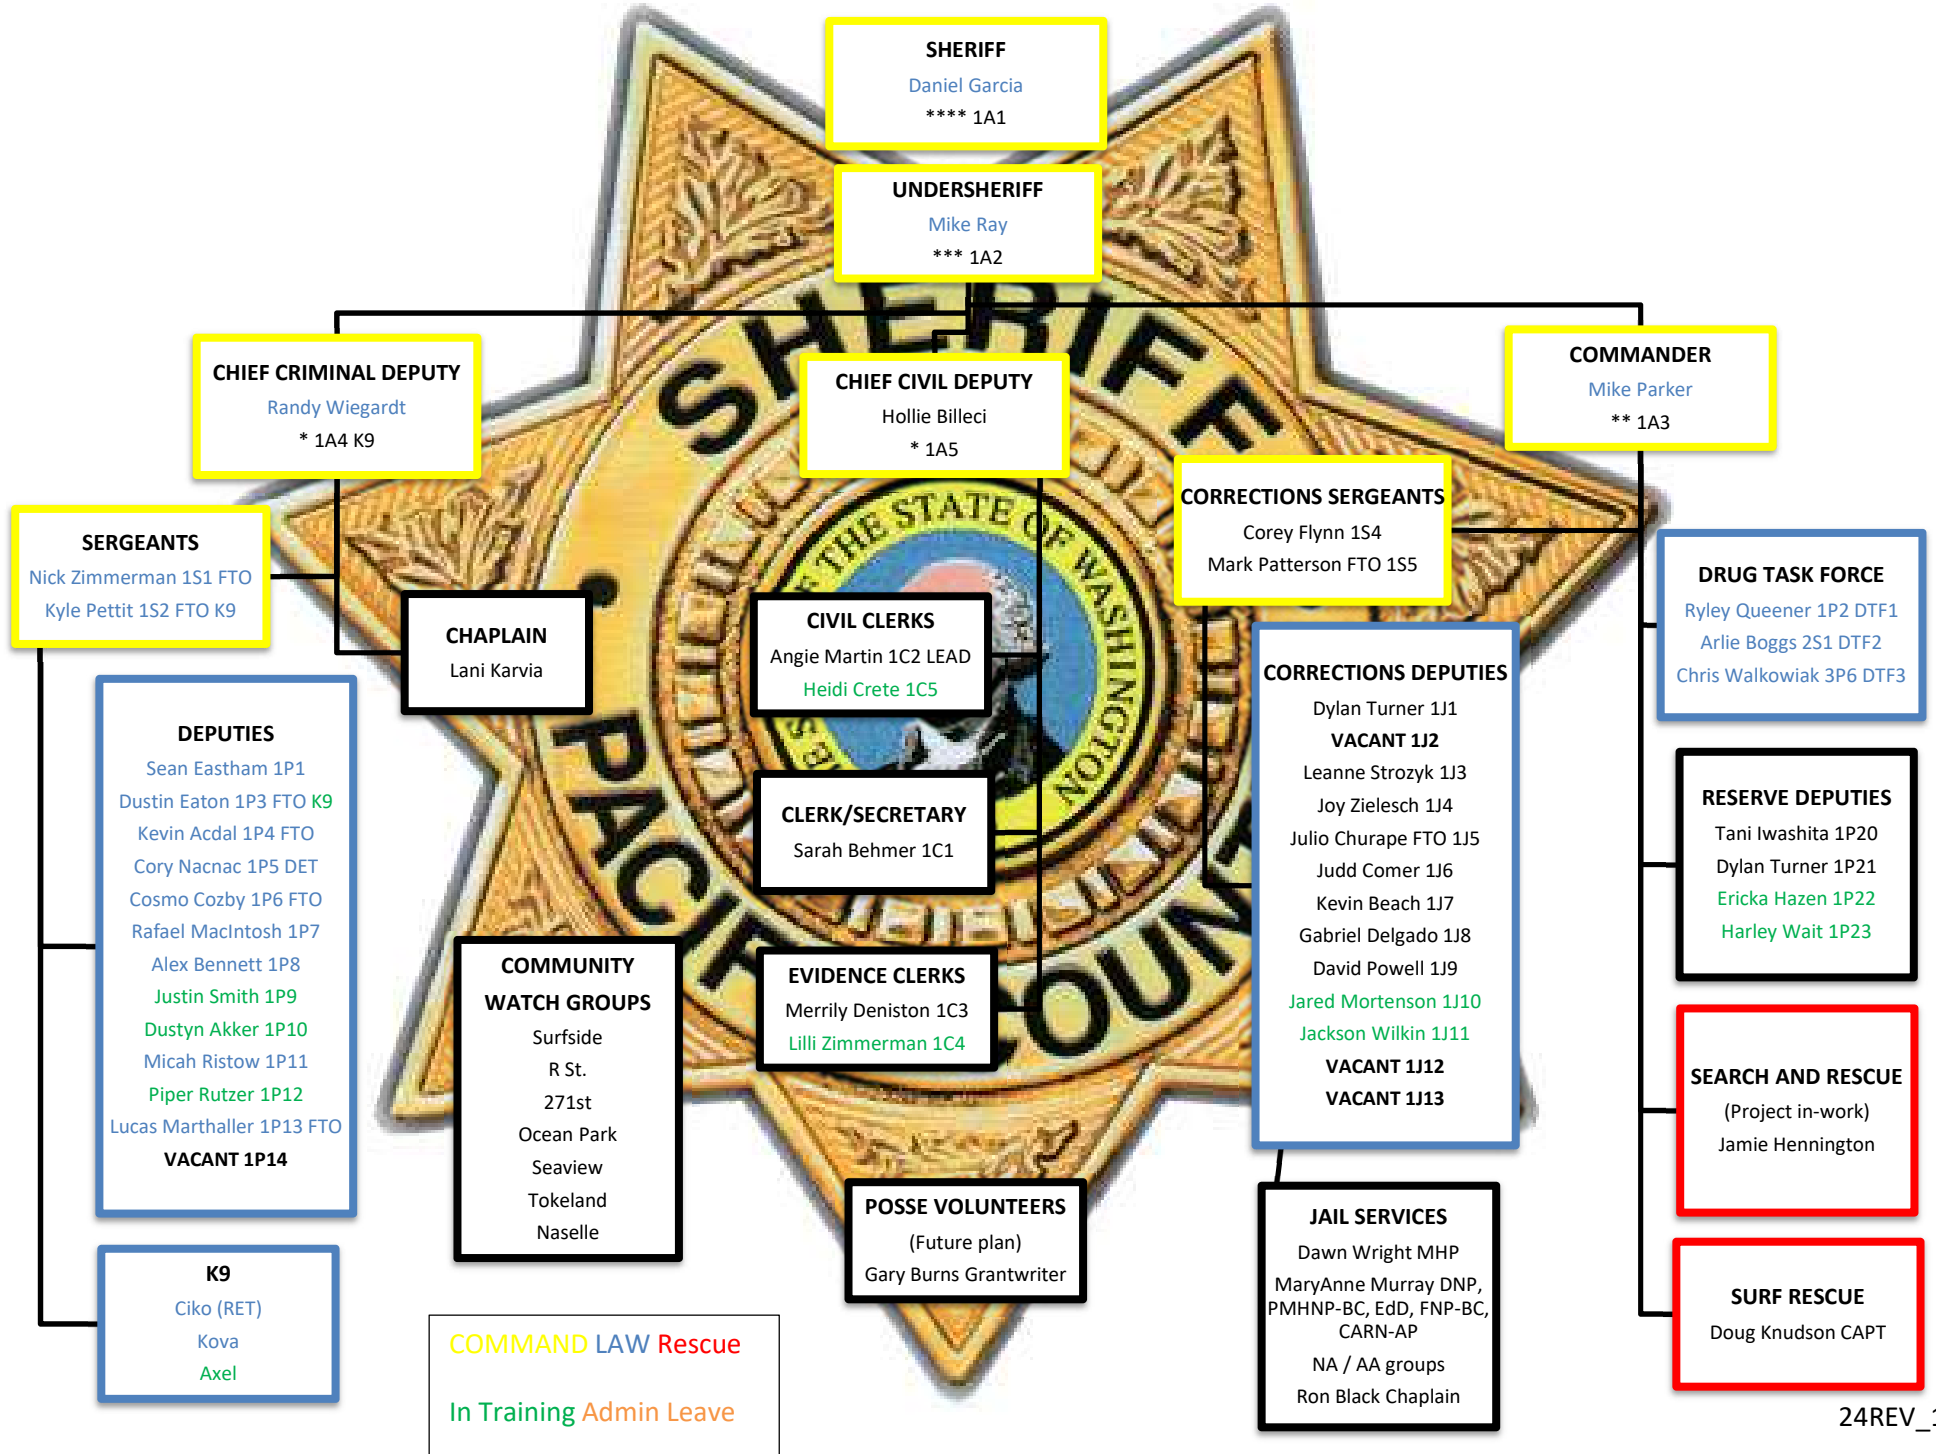 SHERIFF
Daniel Garcia
**** 1A1
UNDERSHERIFF
Mike Ray
*** 1A2
CHIEF CRIMINAL DEPUTY
Randy Wiegardt
* 1A4 K9
CHIEF CIVIL DEPUTY
Hollie Billeci
* 1A5
COMMANDER
Mike Parker
** 1A3
SERGEANTS
Nick Zimmerman 1S1 FTO
Kyle Pettit 1S2 FTO K9
CHAPLAIN
Lani Karvia
DEPUTIES
Sean Eastham 1P1
Dustin Eaton 1P3 FTO K9
Kevin Acdal 1P4 FTO
Cory Nacnac 1P5 DET
Cosmo Cozby 1P6 FTO
Rafael MacIntosh 1P7
Alex Bennett 1P8
Justin Smith 1P9
Dustyn Akker 1P10
Micah Ristow 1P11
Piper Rutzer 1P12
Lucas Marthaller 1P13 FTO
VACANT 1P14
K9
Ciko (RET)
Kova
Axel
CIVIL CLERKS
Angie Martin 1C2 LEAD
Heidi Crete 1C5
CLERK/SECRETARY
Sarah Behmer 1C1
EVIDENCE CLERKS
Merrily Deniston 1C3
Lilli Zimmerman 1C4
COMMUNITY
WATCH GROUPS
Surfside
R St.
271st
Ocean Park
Seaview
Tokeland
Naselle
POSSE VOLUNTEERS
(Future plan)
Gary Burns Grantwriter
CORRECTIONS SERGEANTS
Corey Flynn 1S4
Mark Patterson FTO 1S5
CORRECTIONS DEPUTIES
Dylan Turner 1J1
VACANT 1J2
Leanne Strozyk 1J3
Joy Zielesch 1J4
Julio Churape FTO 1J5
Judd Comer 1J6
Kevin Beach 1J7
Gabriel Delgado 1J8
David Powell 1J9
Jared Mortenson 1J10
Jackson Wilkin 1J11
VACANT 1J12
VACANT 1J13
JAIL SERVICES
Dawn Wright MHP
MaryAnne Murray DNP,
PMHNP-BC, EdD, FNP-BC,
CARN-AP
NA / AA groups
Ron Black Chaplain
DRUG TASK FORCE
Ryley Queener 1P2 DTF1
Arlie Boggs 2S1 DTF2
Chris Walkowiak 3P6 DTF3
RESERVE DEPUTIES
Tani Iwashita 1P20
Dylan Turner 1P21
Ericka Hazen 1P22
Harley Wait 1P23
SEARCH AND RESCUE
(Project in-work)
Jamie Hennington
SURF RESCUE
Doug Knudson CAPT
COMMAND LAW Rescue
In Training Admin Leave
24REV_1
SHERIFF
THE STATE OF WASHINGTON
PACIF
COUN